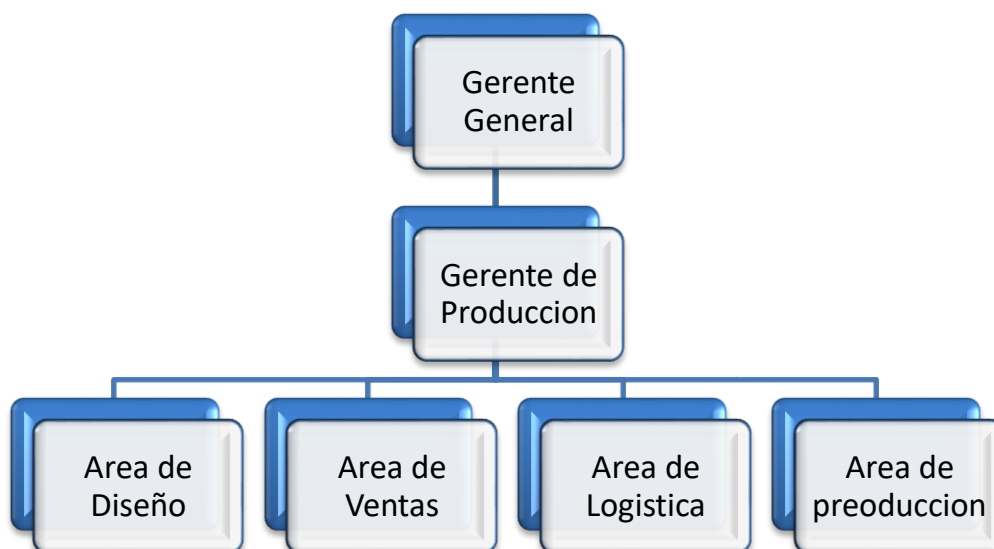 Gerente
General
Gerente de
Produccion
Area de
Diseño
Area de
Ventas
Area de
Logistica
Area de
preoduccion